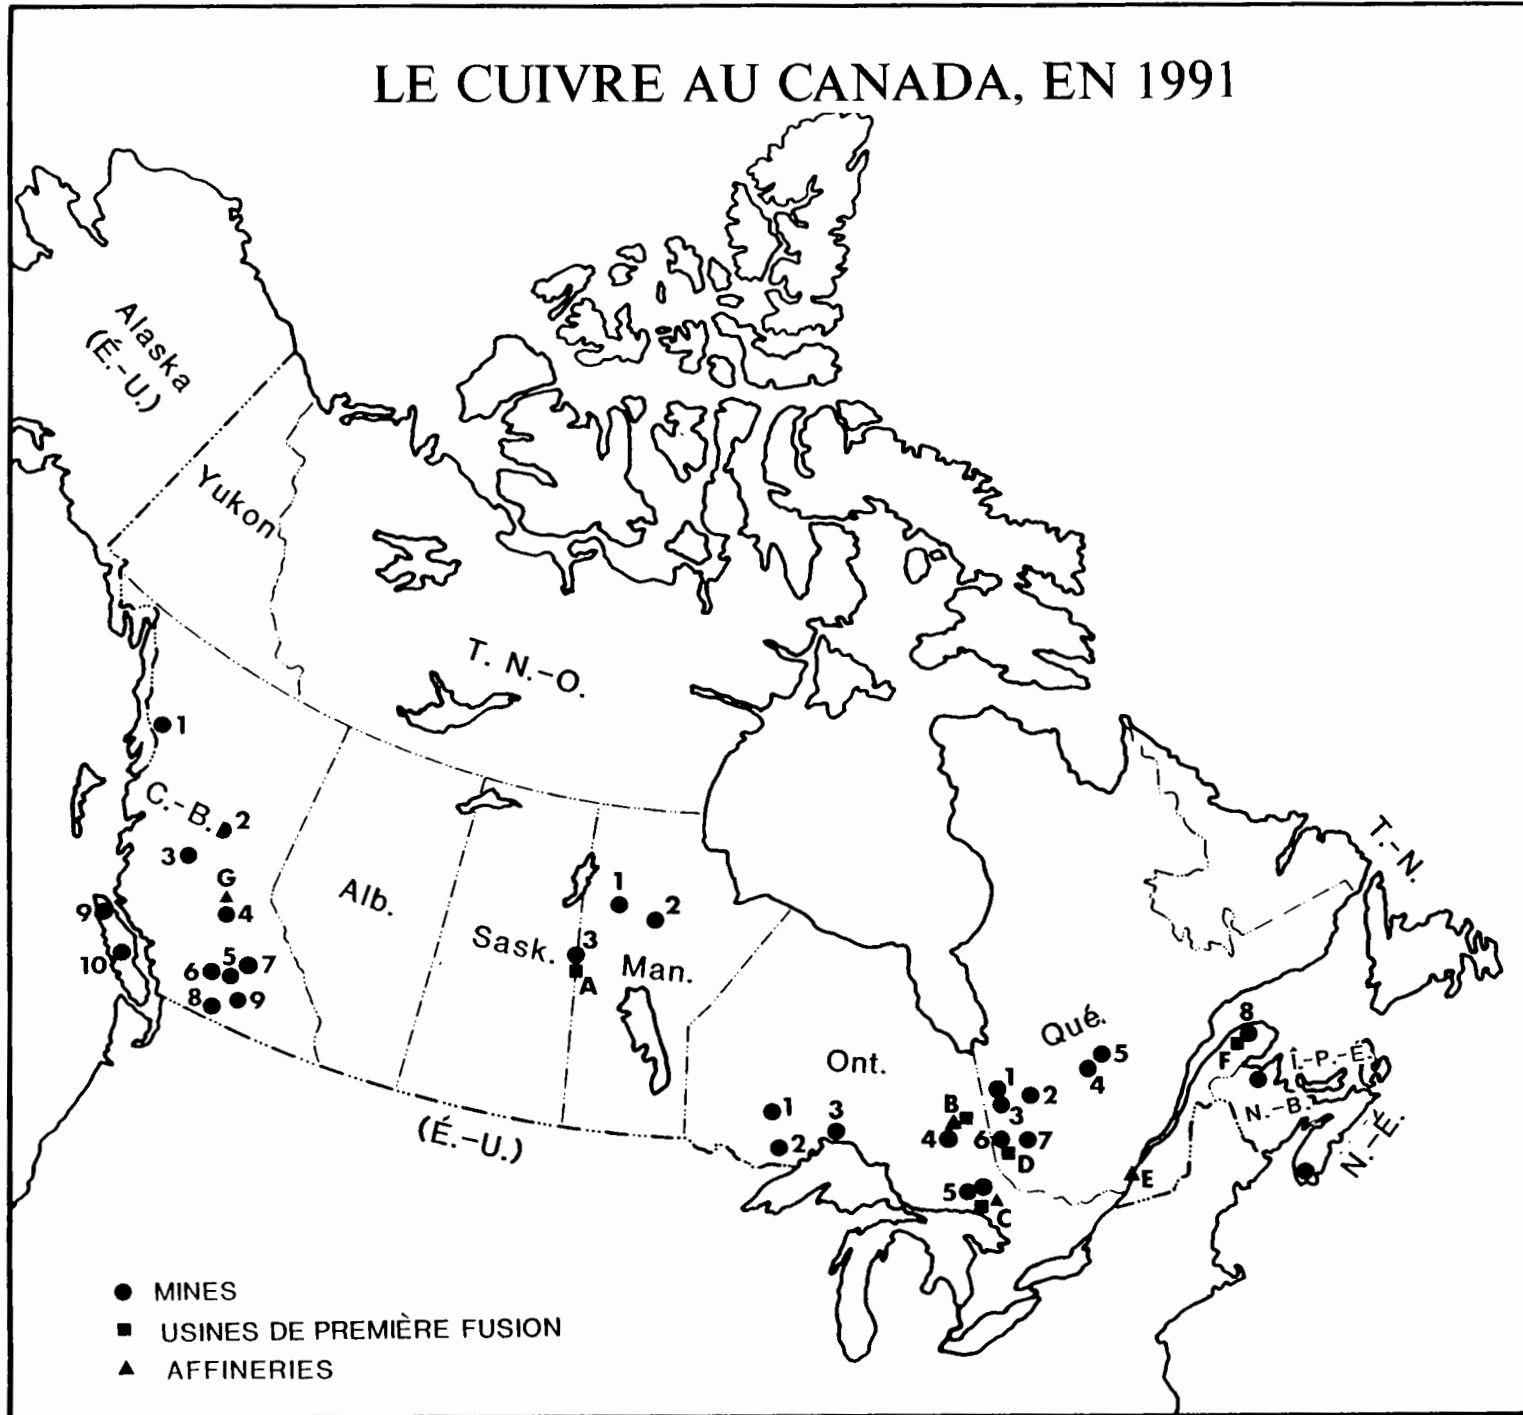 LE CUIVRE AU CANADA, EN 1991
Alaska
(É.-U.)
Yukon
T. N.-O.
1
C.-B.
2
3
G
4
9
10
5
6
7
8
9
Alb.
Sask.
1
2
3
A
Man.
(É.-U.)
Ont.
1
2
3
B
4
5
C
Qué.
1
2
3
4
5
6
7
D
E
8
F
T.-N.
Î.-P.-É.
N.-B.
N.-É.
MINES
USINES DE PREMIÈRE FUSION
AFFINERIES